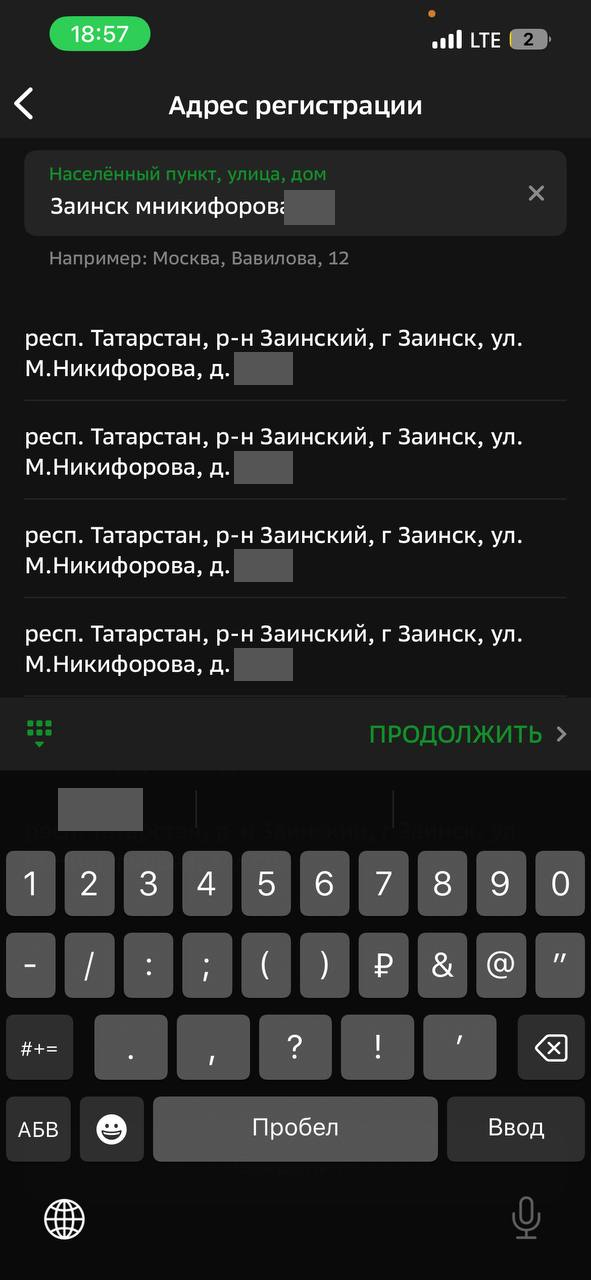 18:57
LTE 2
Адрес регистрации
Населённый пункт, улица, дом
Заинск мникифорова
Например: Москва, Вавилова, 12
респ. Татарстан, р-н Заинский, г Заинск, ул.
М.Никифорова, д.
респ. Татарстан, р-н Заинский, г Заинск, ул.
М.Никифорова, д.
респ. Татарстан, р-н Заинский, г Заинск, ул.
М.Никифорова, д.
респ. Татарстан, р-н Заинский, г Заинск, ул.
М.Никифорова, д.
ПРОДОЛЖИТЬ
1 2 3 4 5 6 7 8 9 0
- / : ; ( ) ₽ & @ "
#+= . , ? ! '
АБВ Пробел Ввод